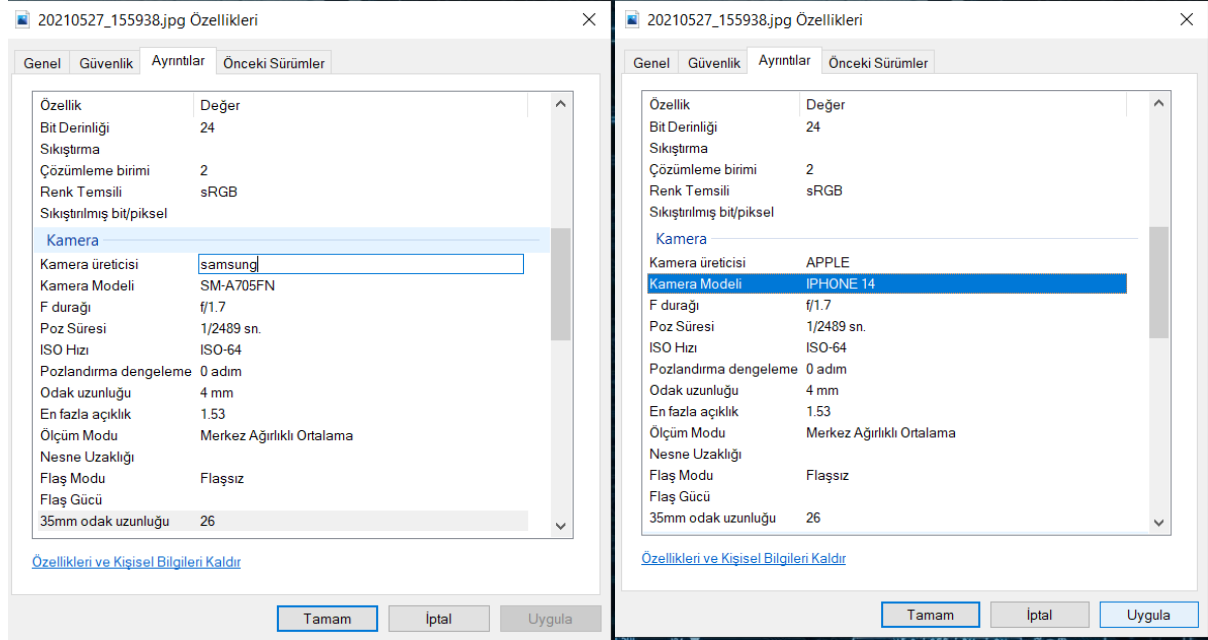 20210527_155938.jpg Özellikleri
Genel Güvenlik Ayrıntılar Önceki Sürümler
Özellik Değer
Bit Derinliği 24
Sıkıştırma
Çözümleme birimi 2
Renk Temsili sRGB
Sıkıştırılmış bit/piksel
Kamera
Kamera üreticisi samsung
Kamera Modeli SM-A705FN
F durağı f/1.7
Poz Süresi 1/2489 sn.
ISO Hızı ISO-64
Pozlandırma dengeleme 0 adım
Odak uzunluğu 4 mm
En fazla açıklık 1.53
Ölçüm Modu Merkez Ağırlıklı Ortalama
Nesne Uzaklığı
Flaş Modu Flaşsız
Flaş Gücü
35mm odak uzunluğu 26
Özellikleri ve Kişisel Bilgileri Kaldır
Tamam İptal Uygula
20210527_155938.jpg Özellikleri
Genel Güvenlik Ayrıntılar Önceki Sürümler
Özellik Değer
Bit Derinliği 24
Sıkıştırma
Çözümleme birimi 2
Renk Temsili sRGB
Sıkıştırılmış bit/piksel
Kamera
Kamera üreticisi APPLE
Kamera Modeli IPHONE 14
F durağı f/1.7
Poz Süresi 1/2489 sn.
ISO Hızı ISO-64
Pozlandırma dengeleme 0 adım
Odak uzunluğu 4 mm
En fazla açıklık 1.53
Ölçüm Modu Merkez Ağırlıklı Ortalama
Nesne Uzaklığı
Flaş Modu Flaşsız
Flaş Gücü
35mm odak uzunluğu 26
Özellikleri ve Kişisel Bilgileri Kaldır
Tamam İptal Uygula